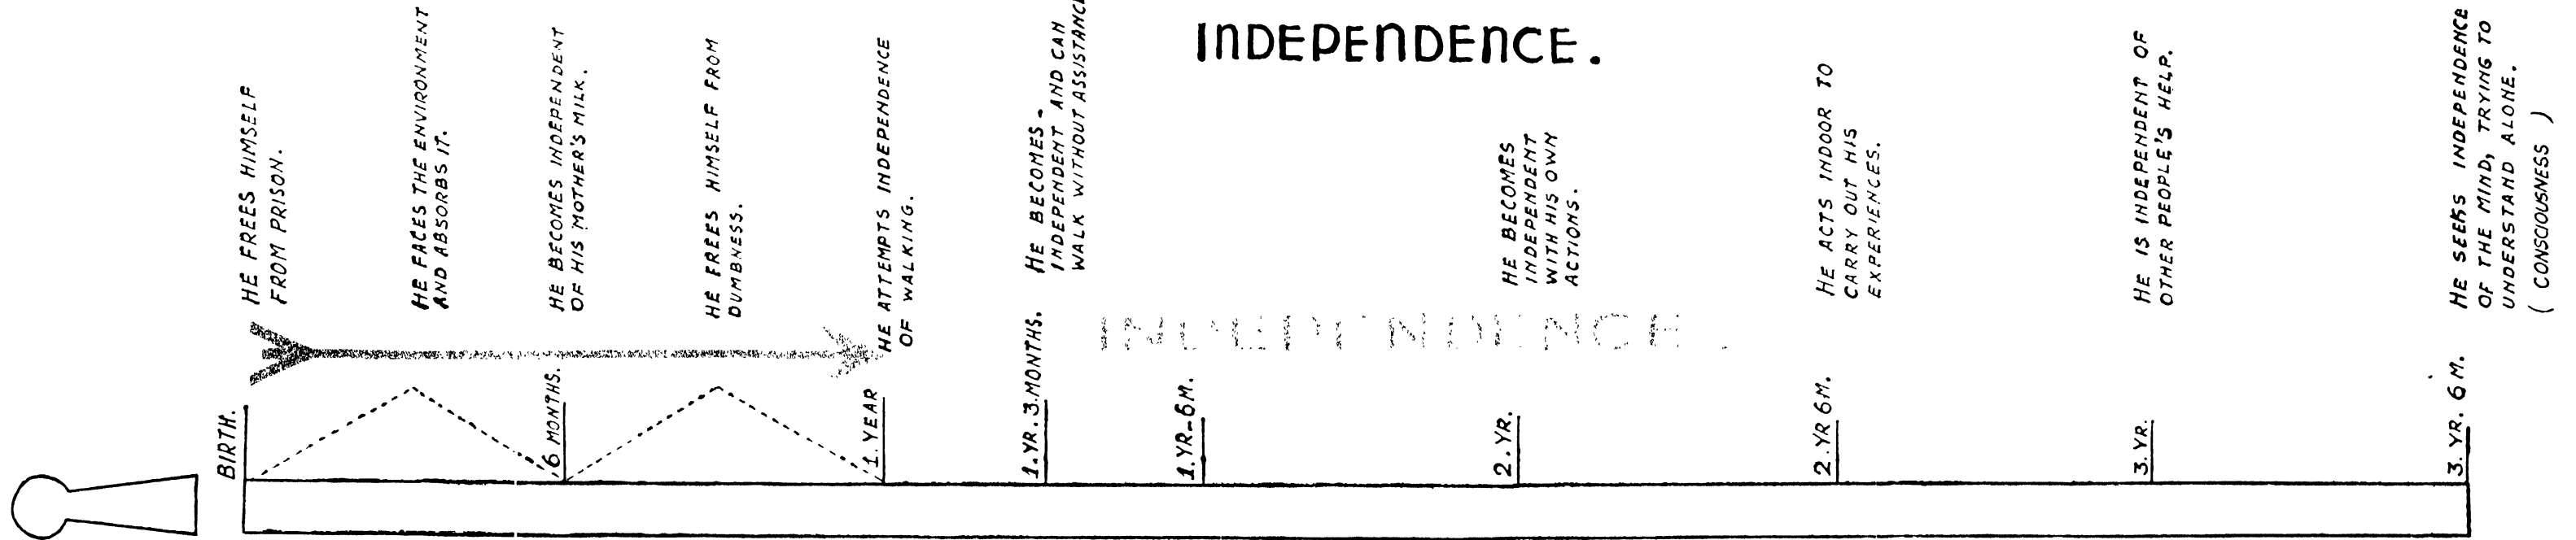 INDEPENDENCE.
HE FREES HIMSELF
FROM PRISON.
HE FACES THE ENVIRONMENT
AND ABSORBS IT.
HE BECOMES INDEPENDENT
OF HIS MOTHER'S MILK.
HE FREES HIMSELF FROM
DUMBNESS.
HE ATTEMPTS INDEPENDENCE
OF WALKING.
HE BECOMES -
INDEPENDENT AND CAN
WALK WITHOUT ASSISTANCE
HE BECOMES
INDEPENDENT
WITH HIS OWN
ACTIONS.
HE ACTS INDOOR TO
CARRY OUT HIS
EXPERIENCES.
HE IS INDEPENDENT OF
OTHER PEOPLE'S HELP.
HE SEEKS INDEPENDENCE
OF THE MIND, TRYING TO
UNDERSTAND ALONE.
( CONSCIOUSNESS )
INDEPENDENCE.
BIRTH.
6 MONTHS.
1. YEAR
1. YR. 3. MONTHS.
1. YR-6M.
2. YR.
2. YR 6M.
3. YR.
3. YR. 6M.